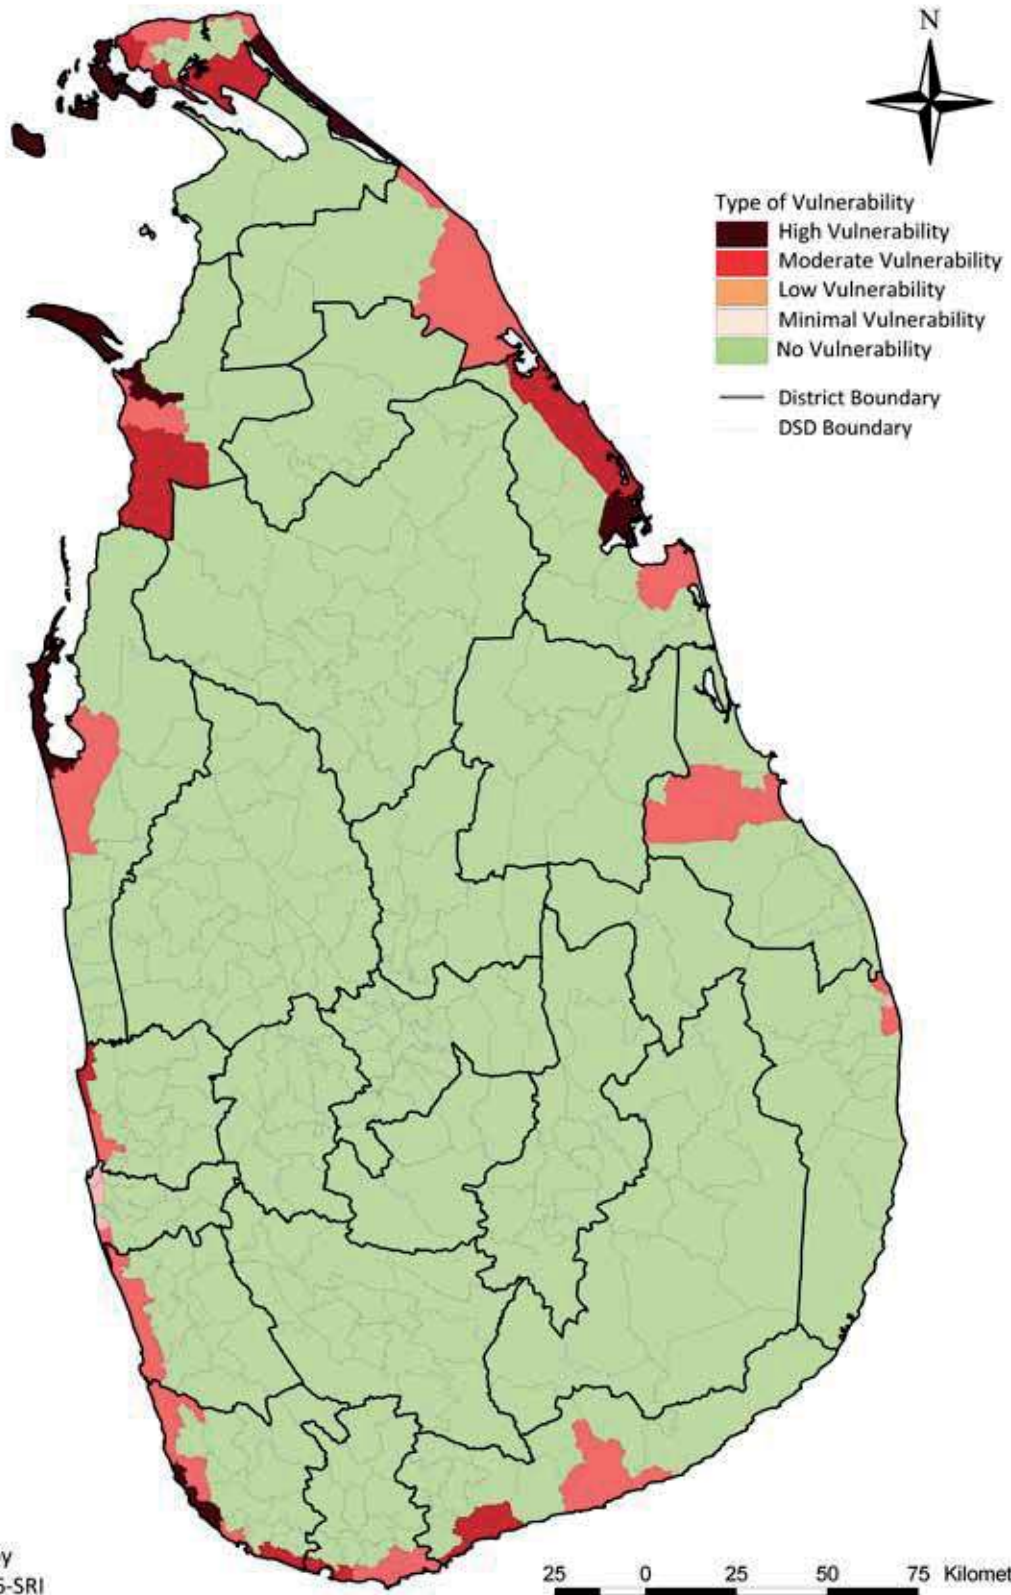 N
Type of Vulnerability
High Vulnerability
Moderate Vulnerability
Low Vulnerability
Minimal Vulnerability
No Vulnerability
District Boundary
DSD Boundary
25 0 25 50 75 Kilomet